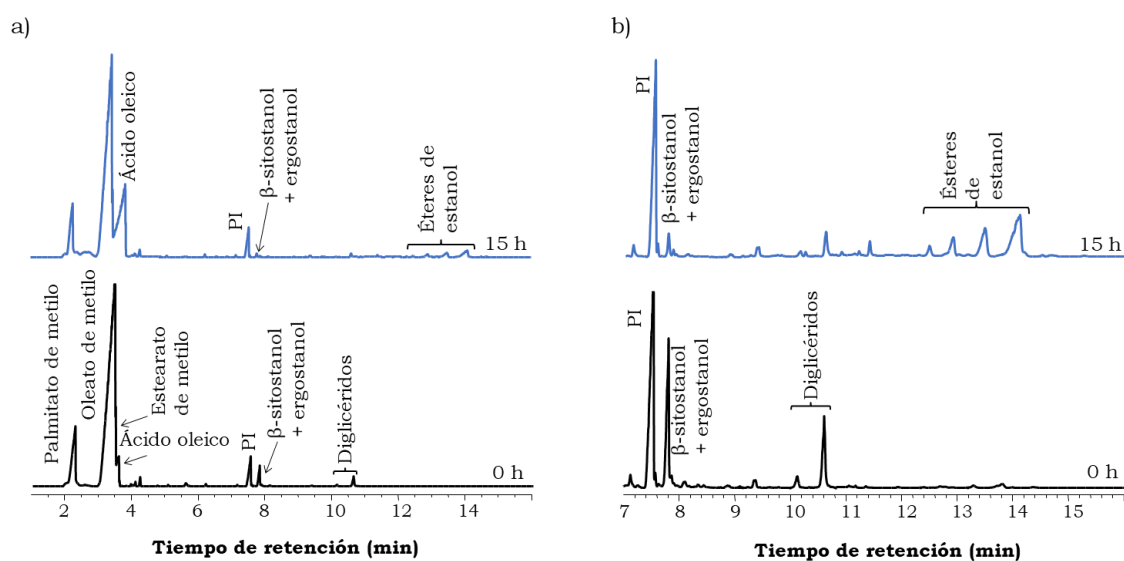 a)
Ácido oleico
PI
β-sitostanol
+ ergostanol
Éteres de
estanol
15 h
Palmitato de metilo
Oleato de metilo
Estearato
de metilo
Ácido oleico
PI
β-sitostanol
+ ergostanol
Diglicéridos
0 h
2 4 6 8 10 12 14
Tiempo de retención (min)
b)
PI
β-sitostanol
+ ergostanol
Ésteres
de
estanol
15 h
PI
β-sitostanol
+ ergostanol
Diglicéridos
0 h
7 8 9 10 11 12 13 14 15
Tiempo de retención (min)